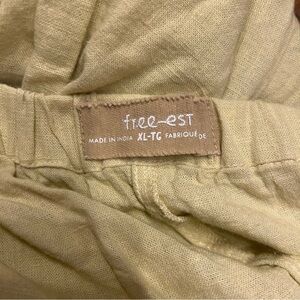 free-est
MADE IN INDIA XL-TG FABRIQUÉ DE